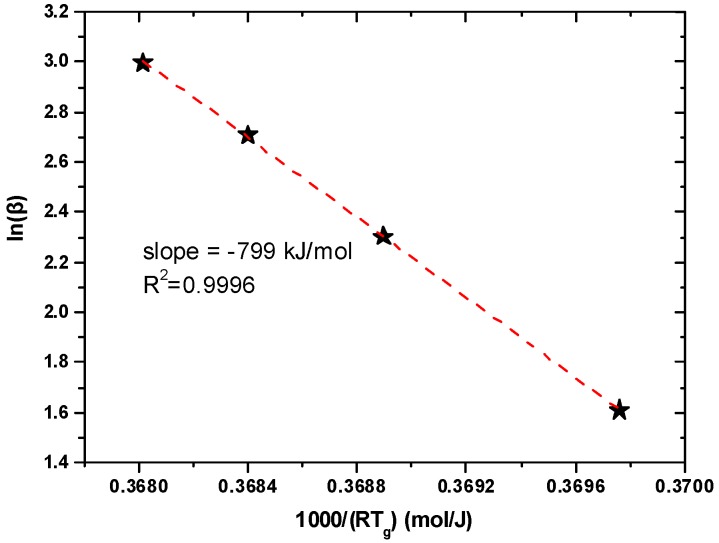 3.2
3.0
2.8
2.6
2.4
2.2
2.0
1.8
1.6
1.4
ln(β)
slope = -799 kJ/mol
R²=0.9996
0.3680 0.3684 0.3688 0.3692 0.3696 0.3700
1000/(RTg) (mol/J)